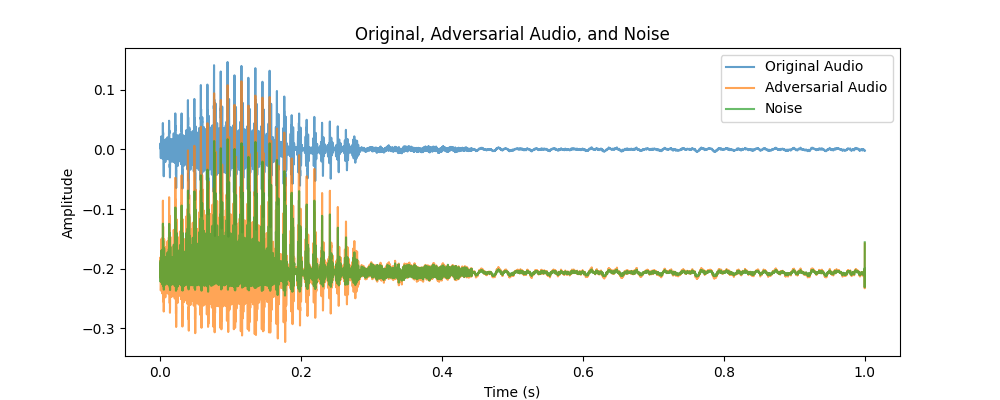 Original, Adversarial Audio, and Noise
Original Audio
Adversarial Audio
Noise
Amplitude
0.1
0.0
−0.1
−0.2
−0.3
0.0 0.2 0.4 0.6 0.8 1.0
Time (s)